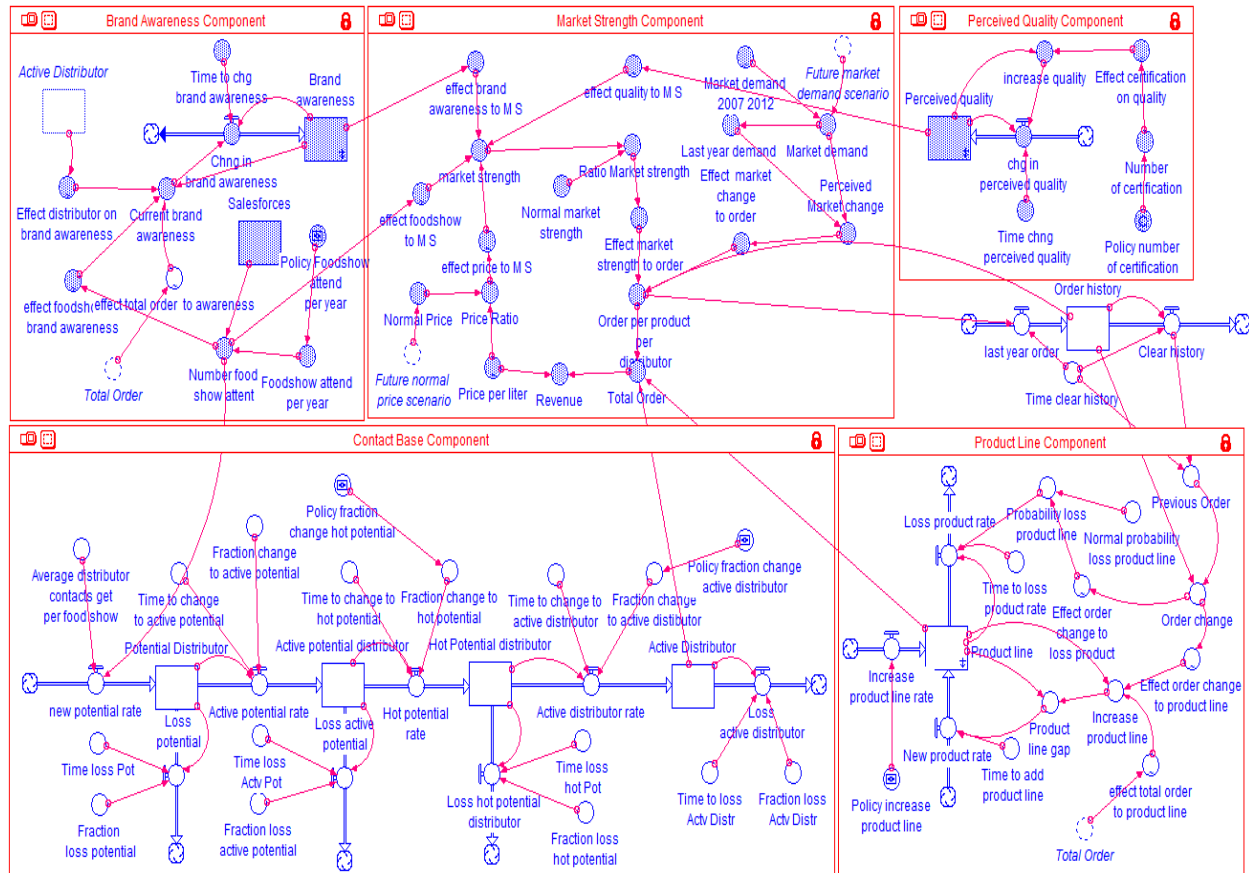 Brand Awareness Component
Active Distributor
Time to chg
brand awareness
Brand
awareness
Chng in
brand awareness
Effect distributor on
brand awareness
Current brand
awareness
Salesforces
Policy Foodshow
attend
per year
effect foodshow
brand awareness
effect total order to awareness
Total Order
Number food
show attent
Foodshow attend
per year
Market Strength Component
effect brand
awareness to M S
effect quality to M S
Market demand
2007 2012
Future market
demand scenario
market strength
Ratio Market strength
Last year demand
Market demand
effect foodshow
to M S
Normal market
strength
Effect market
change
to order
Perceived
Market change
effect price to M S
Effect market
strength to order
Normal Price
Price Ratio
Order per product
per
distributor
Future normal
price scenario
Price per liter
Revenue
Total Order
Perceived Quality Component
increase quality
Effect certification
on quality
Perceived quality
chg in
perceived quality
Number
of certification
Time chng
perceived quality
Policy number
of certification
Order history
last year order
Clear history
Time clear history
Contact Base Component
Policy fraction
change hot potential
Average distributor
contacts get
per food show
Time to change
to active potential
Fraction change
to active potential
Time to change to
hot potential
Fraction change to
hot potential
Time to change to
active distributor
Fraction change
to active distibutor
Policy fraction change
active distributor
Potential Distributor
Active potential distributor
Hot Potential distributor
Active Distributor
new potential rate
Active potential rate
Hot potential
rate
Active distributor rate
Loss
active distributor
Loss
potential
Loss active
potential
Loss hot potential
distributor
Time loss Pot
Time loss
Actv Pot
Time loss
hot Pot
Time to loss
Actv Distr
Fraction loss
Actv Distr
Fraction
loss potential
Fraction loss
active potential
Fraction loss
hot potential
Product Line Component
Previous Order
Loss product rate
Probability loss
product line
Normal probability
loss product line
Time to loss
product rate
Effect order
change to
loss product
Order change
Product line
Increase
product line rate
Effect order change
to product line
Increase
product line
Product
line gap
New product rate
Time to add
product line
Policy increase
product line
effect total order
to product line
Total Order